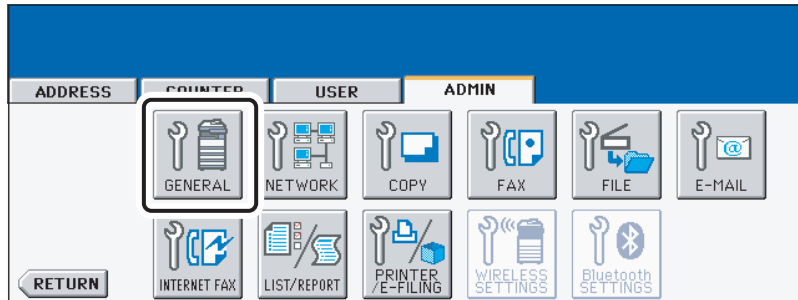 ADDRESS COUNTER USER ADMIN
GENERAL NETWORK COPY FAX FILE E-MAIL
@
INTERNET FAX LIST/REPORT PRINTER
/E-FILING WIRELESS
SETTINGS Bluetooth
SETTINGS
RETURN